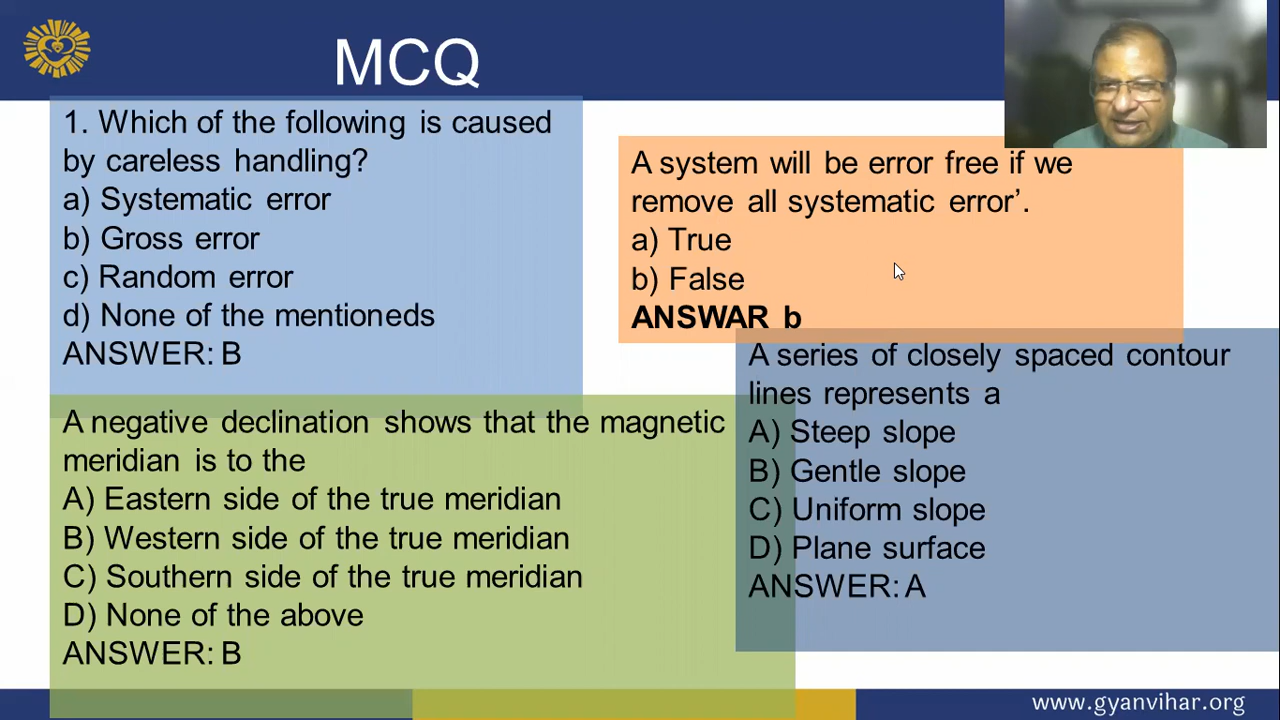 MCQ
1. Which of the following is caused
by careless handling?
a) Systematic error
b) Gross error
c) Random error
d) None of the mentioneds
ANSWER: B
A system will be error free if we
remove all systematic error’.
a) True
b) False
ANSWAR b
A negative declination shows that the magnetic
meridian is to the
A) Eastern side of the true meridian
B) Western side of the true meridian
C) Southern side of the true meridian
D) None of the above
ANSWER: B
A series of closely spaced contour
lines represents a
A) Steep slope
B) Gentle slope
C) Uniform slope
D) Plane surface
ANSWER: A
www.gyanvihar.org